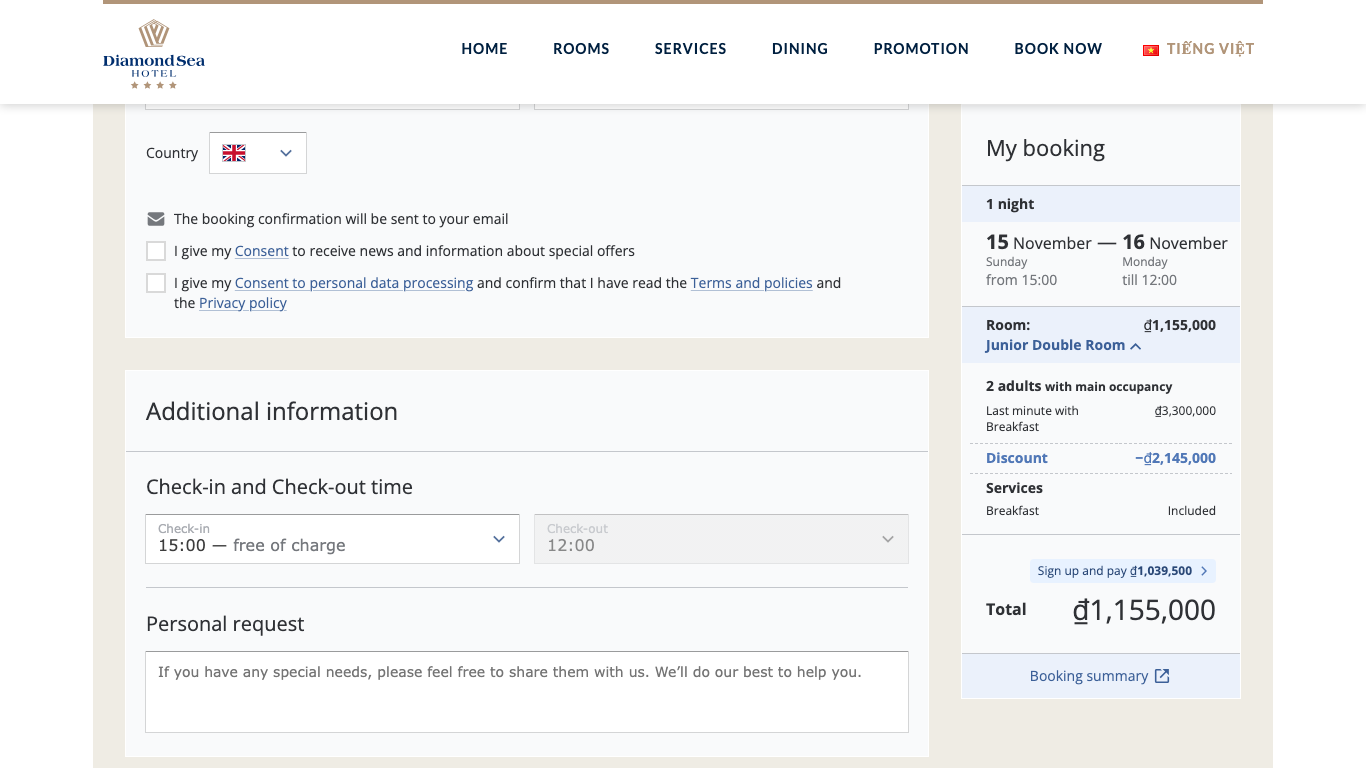 Diamond Sea
HOTEL
HOME
ROOMS
SERVICES
DINING
PROMOTION
BOOK NOW
TIẾNG VIỆT
Country
The booking confirmation will be sent to your email
I give my Consent to receive news and information about special offers
I give my Consent to personal data processing and confirm that I have read the Terms and policies and
the Privacy policy
Additional information
Check-in and Check-out time
Check-in
15:00 — free of charge
Check-out
12:00
Personal request
If you have any special needs, please feel free to share them with us. We’ll do our best to help you.
My booking
1 night
15 November — 16 November
Sunday Monday
from 15:00 till 12:00
Room: ₫1,155,000
Junior Double Room
2 adults with main occupancy
Last minute with ₫3,300,000
Breakfast
Discount −₫2,145,000
Services
Breakfast Included
Sign up and pay ₫1,039,500
Total ₫1,155,000
Booking summary